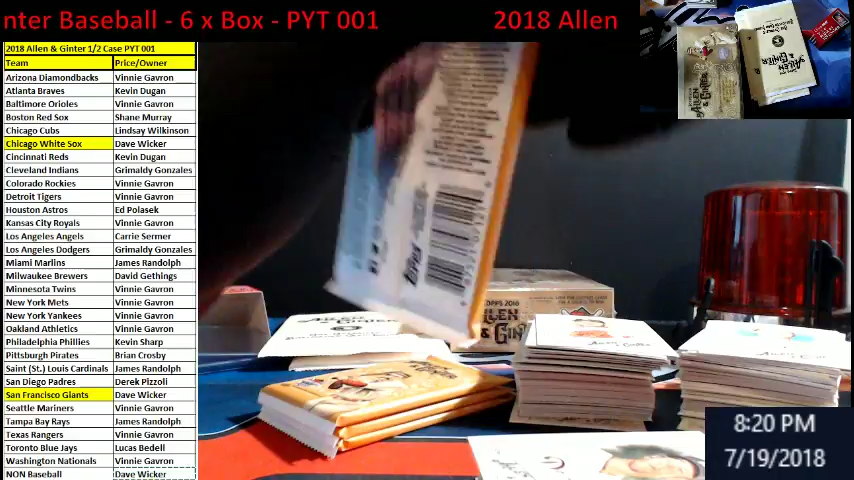 nter Baseball - 6 x Box - PYT 001 2018 Allen
2018 Allen & Ginter 1/2 Case PYT 001
Team Price/Owner
Arizona Diamondbacks Vinnie Gavron
Atlanta Braves Kevin Dugan
Baltimore Orioles Vinnie Gavron
Boston Red Sox Shane Murray
Chicago Cubs Lindsay Wilkinson
Chicago White Sox Dave Wicker
Cincinnati Reds Kevin Dugan
Cleveland Indians Grimaldy Gonzales
Colorado Rockies Vinnie Gavron
Detroit Tigers Vinnie Gavron
Houston Astros Ed Polasek
Kansas City Royals Vinnie Gavron
Los Angeles Angels Carrie Sermer
Los Angeles Dodgers Grimaldy Gonzales
Miami Marlins James Randolph
Milwaukee Brewers David Gethings
Minnesota Twins Vinnie Gavron
New York Mets Vinnie Gavron
New York Yankees Vinnie Gavron
Oakland Athletics Vinnie Gavron
Philadelphia Phillies Kevin Sharp
Pittsburgh Pirates Brian Crosby
Saint (St.) Louis Cardinals James Randolph
San Diego Padres Derek Pizzoli
San Francisco Giants Dave Wicker
Seattle Mariners Vinnie Gavron
Tampa Bay Rays James Randolph
Texas Rangers Vinnie Gavron
Toronto Blue Jays Lucas Bedell
Washington Nationals Vinnie Gavron
NON Baseball Dave Wicker
Topps
ALLEN & GINTER
8:20 PM
7/19/2018